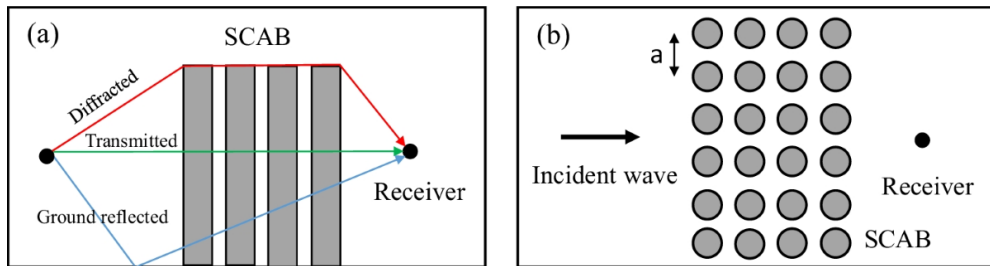 (a)
SCAB
Diffracted
Transmitted
Ground reflected
Receiver
(b)
a
Incident wave
Receiver
SCAB